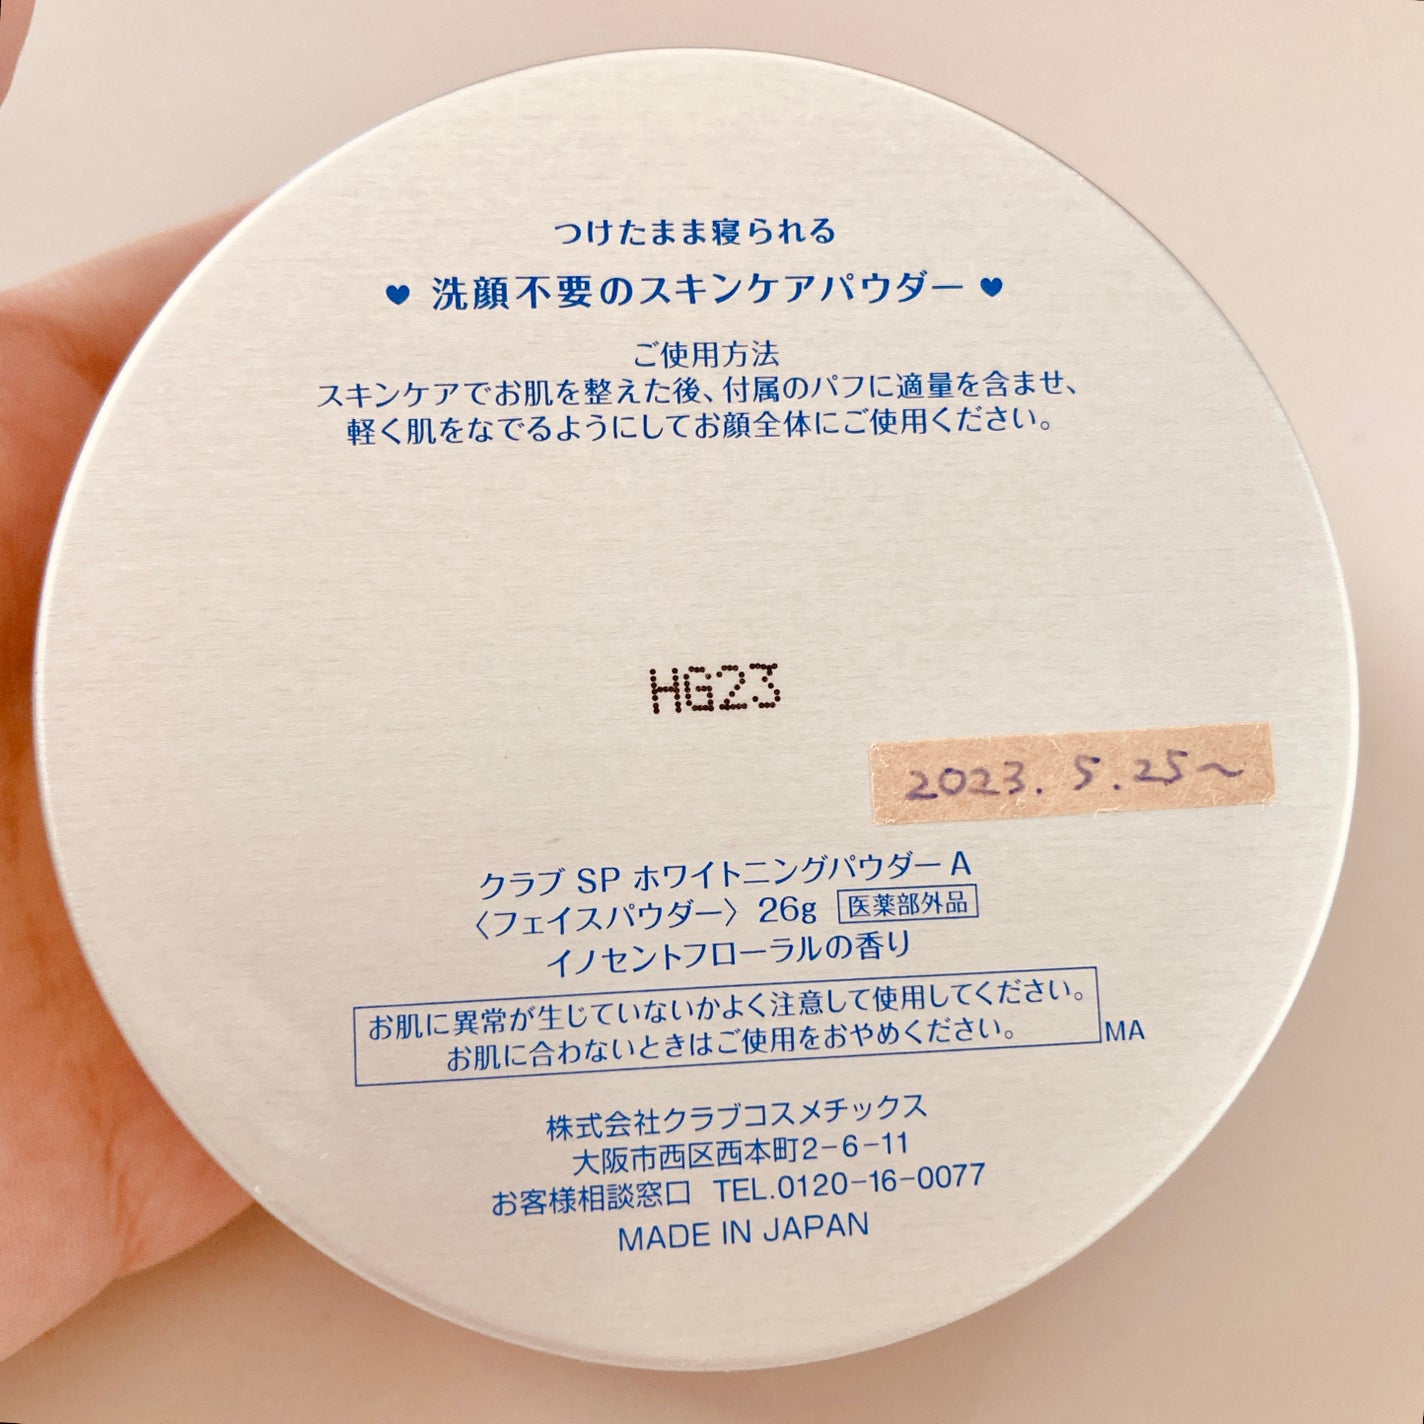 つけたまま寝られる
♥ 洗顔不要のスキンケアパウダー ♥
ご使用方法
スキンケアでお肌を整えた後、付属のパフに適量を含ませ、
軽く肌をなでるようにしてお顔全体にご使用ください。
HG23
2023.5.25~
クラブ SP ホワイトニングパウダー A
〈フェイスパウダー〉 26g 医薬部外品
イノセントフローラルの香り
お肌に異常が生じていないかよく注意して使用してください。
お肌に合わないときはご使用をおやめください。 MA
株式会社クラブコスメチックス
大阪市西区西本町2-6-11
お客様相談窓口 TEL.0120-16-0077
MADE IN JAPAN